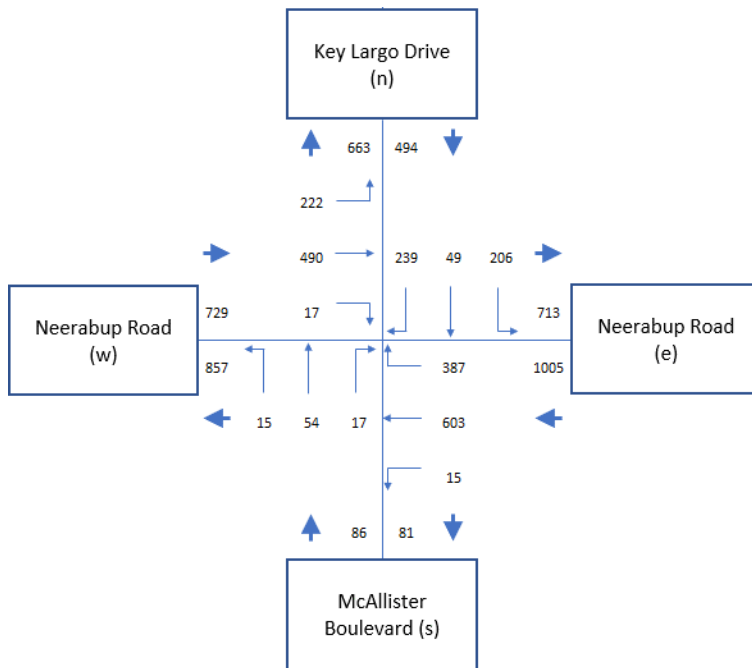 Key Largo Drive
(n)
663 494
222
490 239 49 206
Neerabup Road
(w)
729 17 713
Neerabup Road
(e)
857 387 1005
15 54 17 603
15
86 81
McAllister
Boulevard (s)